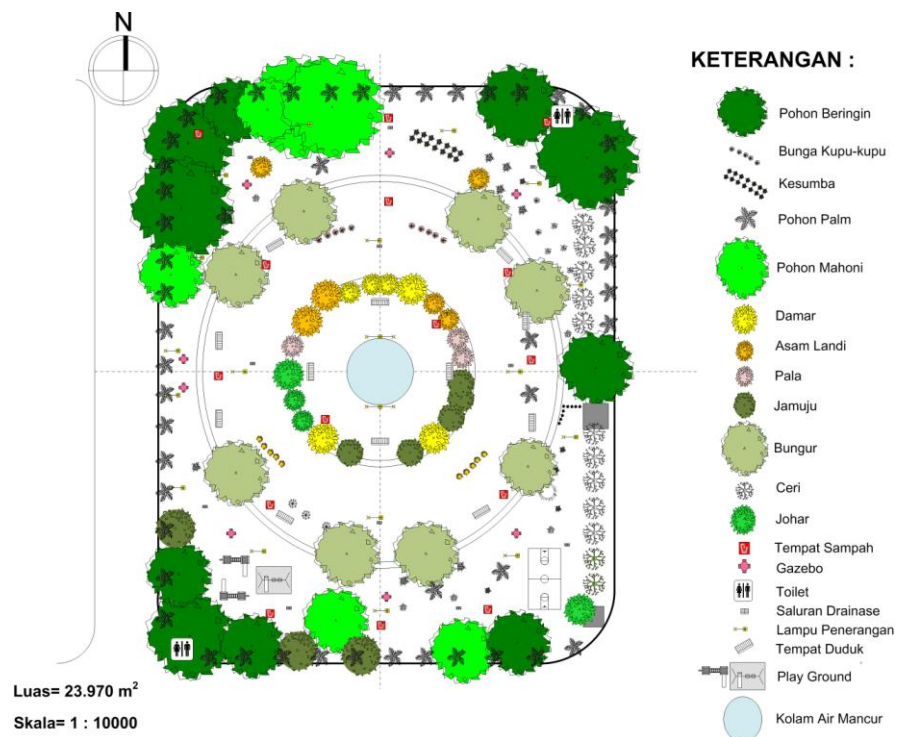 N
KETERANGAN :
Pohon Beringin
Bunga Kupu-kupu
Kesumba
Pohon Palm
Pohon Mahoni
Damar
Asam Landi
Pala
Jamuju
Bungur
Ceri
Johar
Tempat Sampah
Gazebo
Toilet
Saluran Drainase
Lampu Penerangan
Tempat Duduk
Play Ground
Kolam Air Mancur
Luas= 23.970 m²
Skala= 1 : 10000